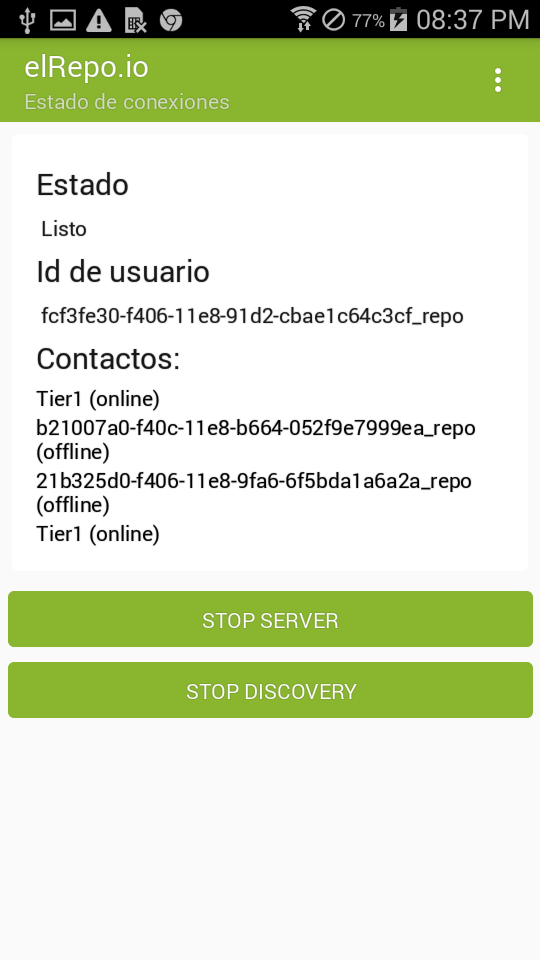 77% 08:37 PM
elRepo.io
Estado de conexiones
Estado
Listo
Id de usuario
fcf3fe30-f406-11e8-91d2-cbae1c64c3cf_repo
Contactos:
Tier1 (online)
b21007a0-f40c-11e8-b664-052f9e7999ea_repo
(offline)
21b325d0-f406-11e8-9fa6-6f5bda1a6a2a_repo
(offline)
Tier1 (online)
STOP SERVER
STOP DISCOVERY